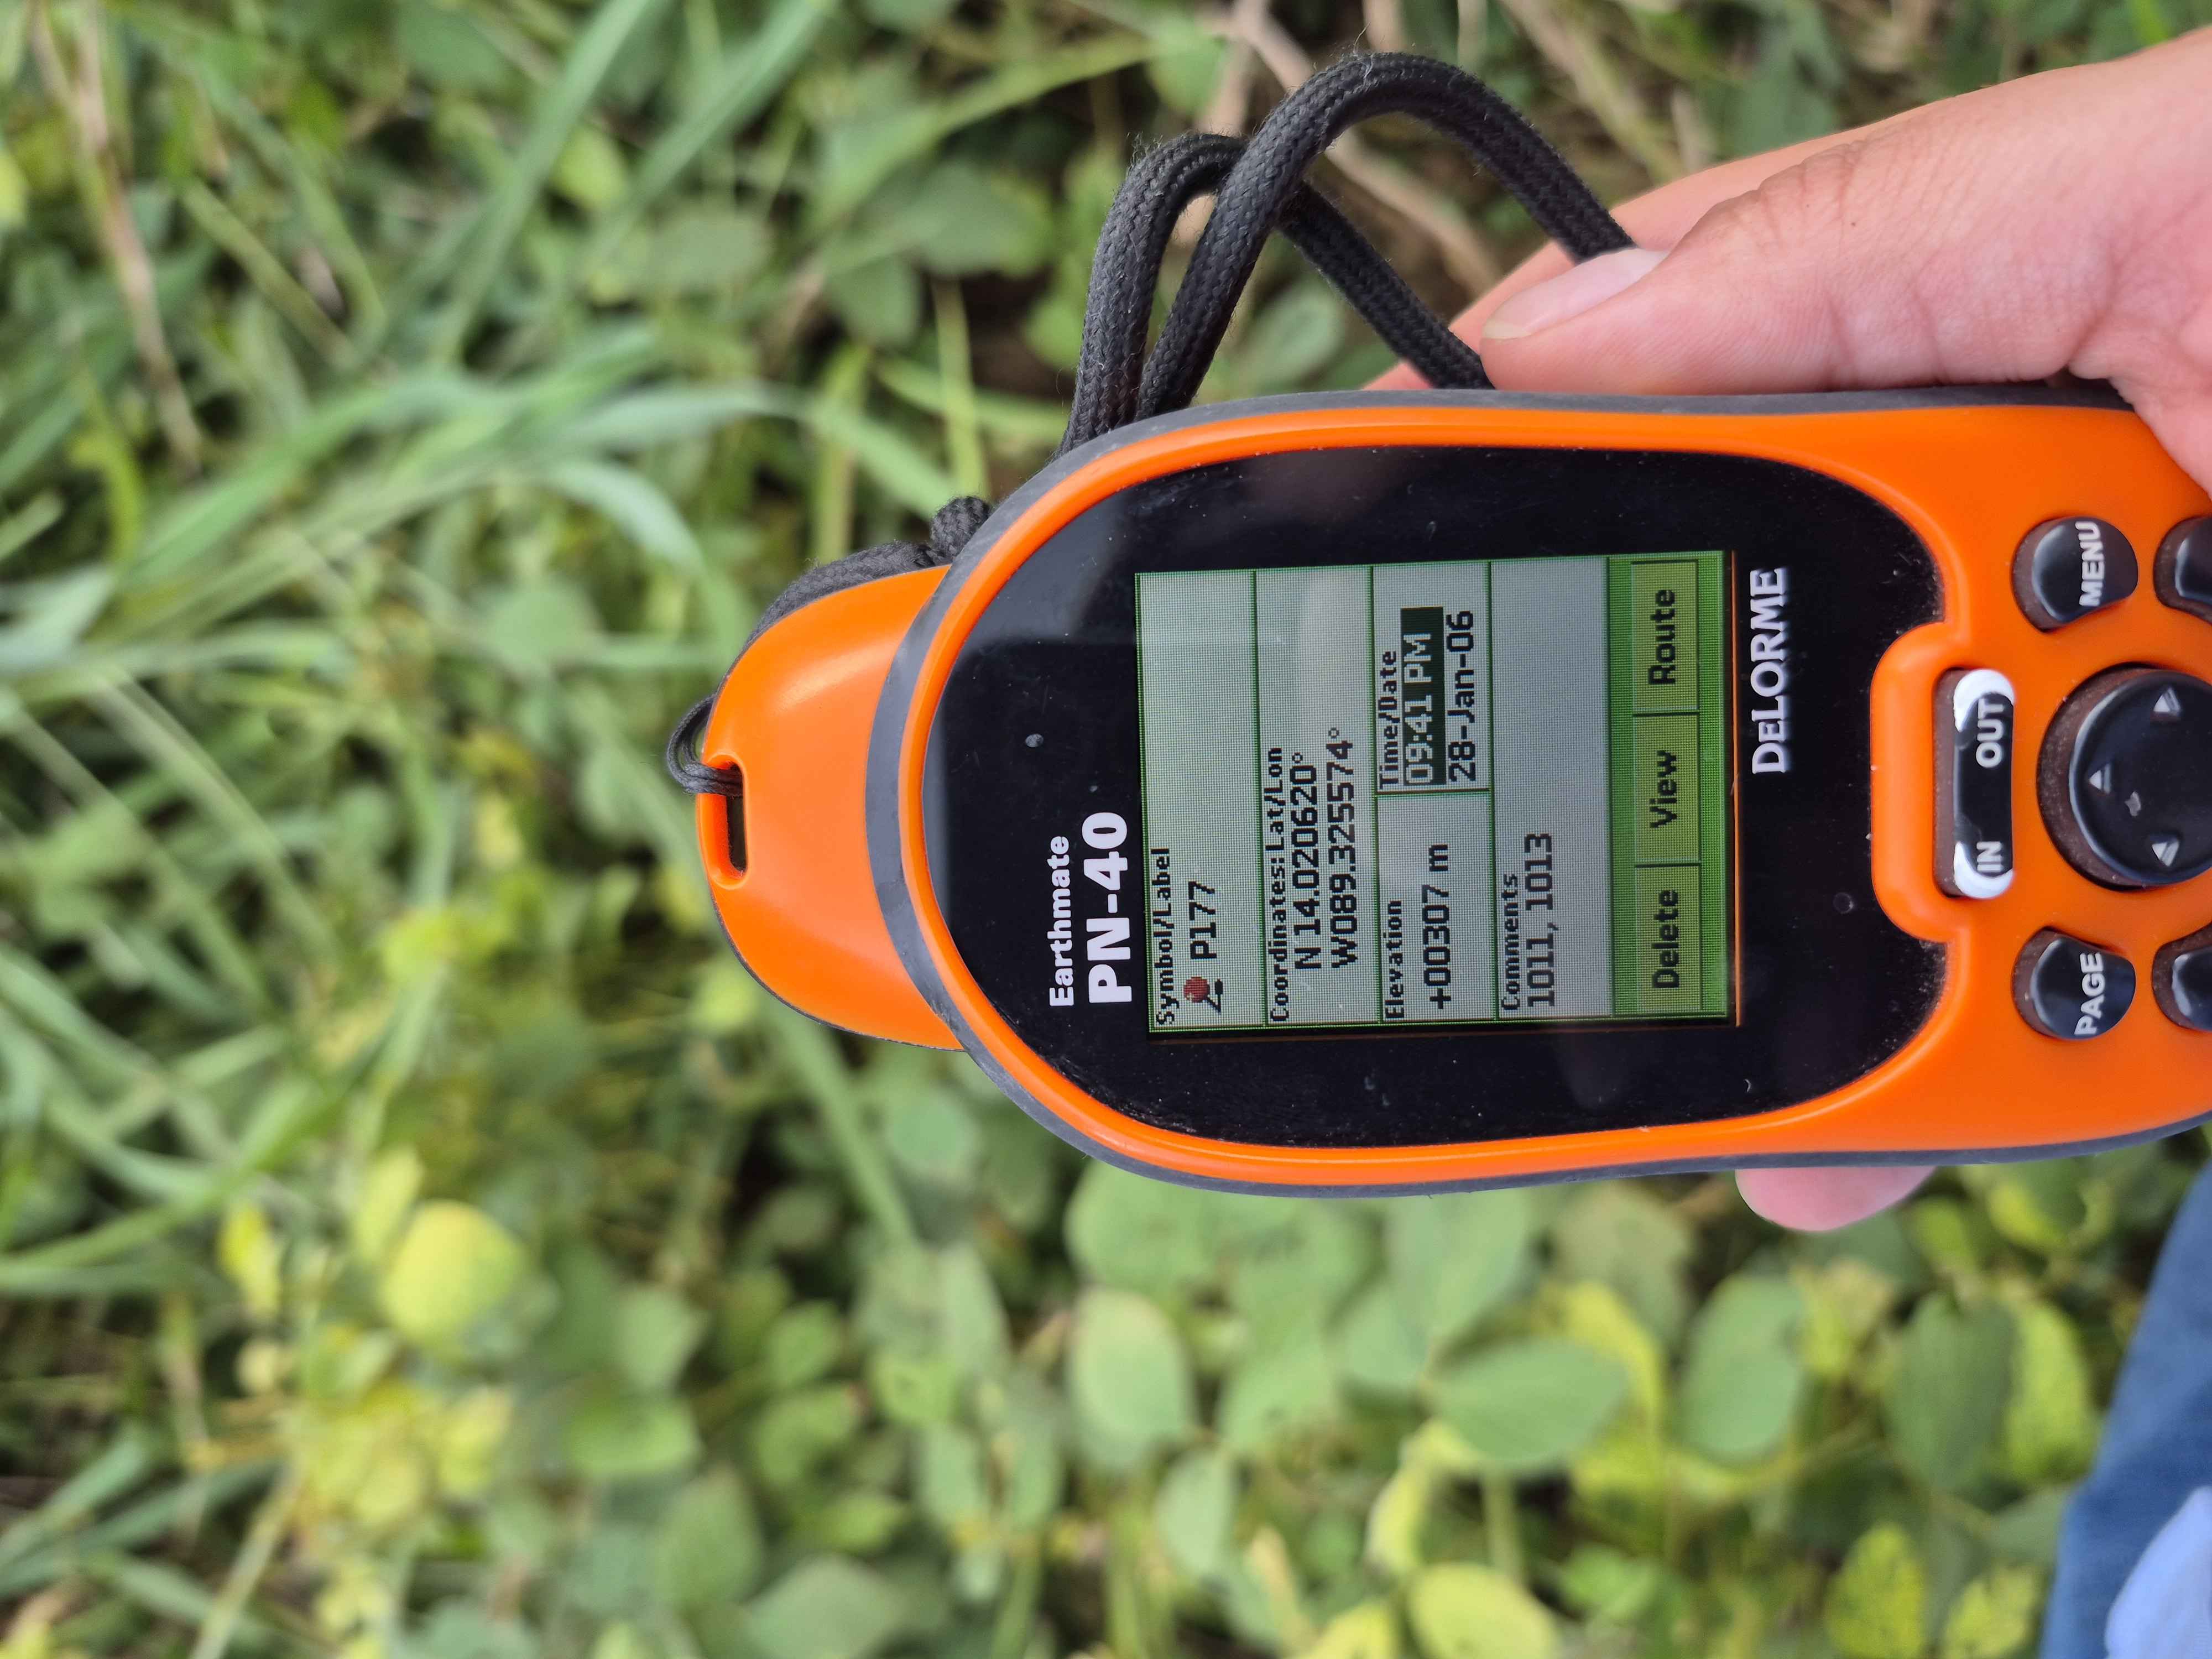 Earthmate
PN-40
Symbol/Label
P177
Coordinates: Lat/Lon
N 14.020620°
W089.325574°
Elevation
+00307 m
Time/Date
09:41 PM
28-Jan-06
Comments
1011, 1013
Delete View Route
DELORME
PAGE IN OUT MENU